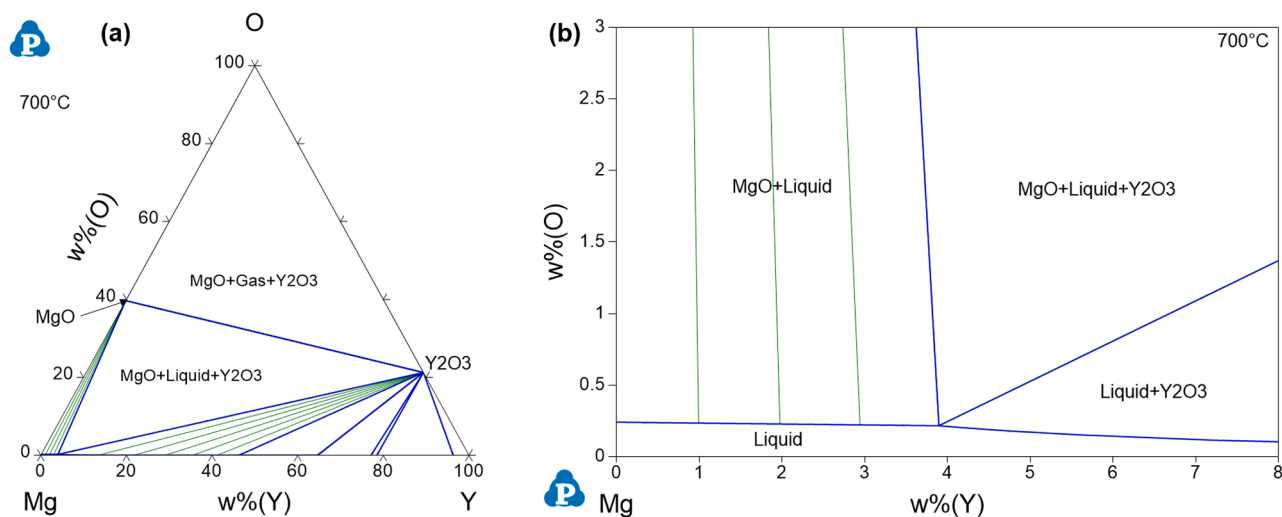 P
(a)
O
700°C
100
80
60
w%(O)
MgO+Gas+Y2O3
40
MgO
Y2O3
20
MgO+Liquid+Y2O3
0
0
20
40
60
80
100
Mg
w%(Y)
Y
(b)
3
700°C
2.5
2
MgO+Liquid
MgO+Liquid+Y2O3
w%(O)
1.5
1
0.5
Liquid+Y2O3
Liquid
0
0
1
2
3
4
5
6
7
8
P
Mg
w%(Y)